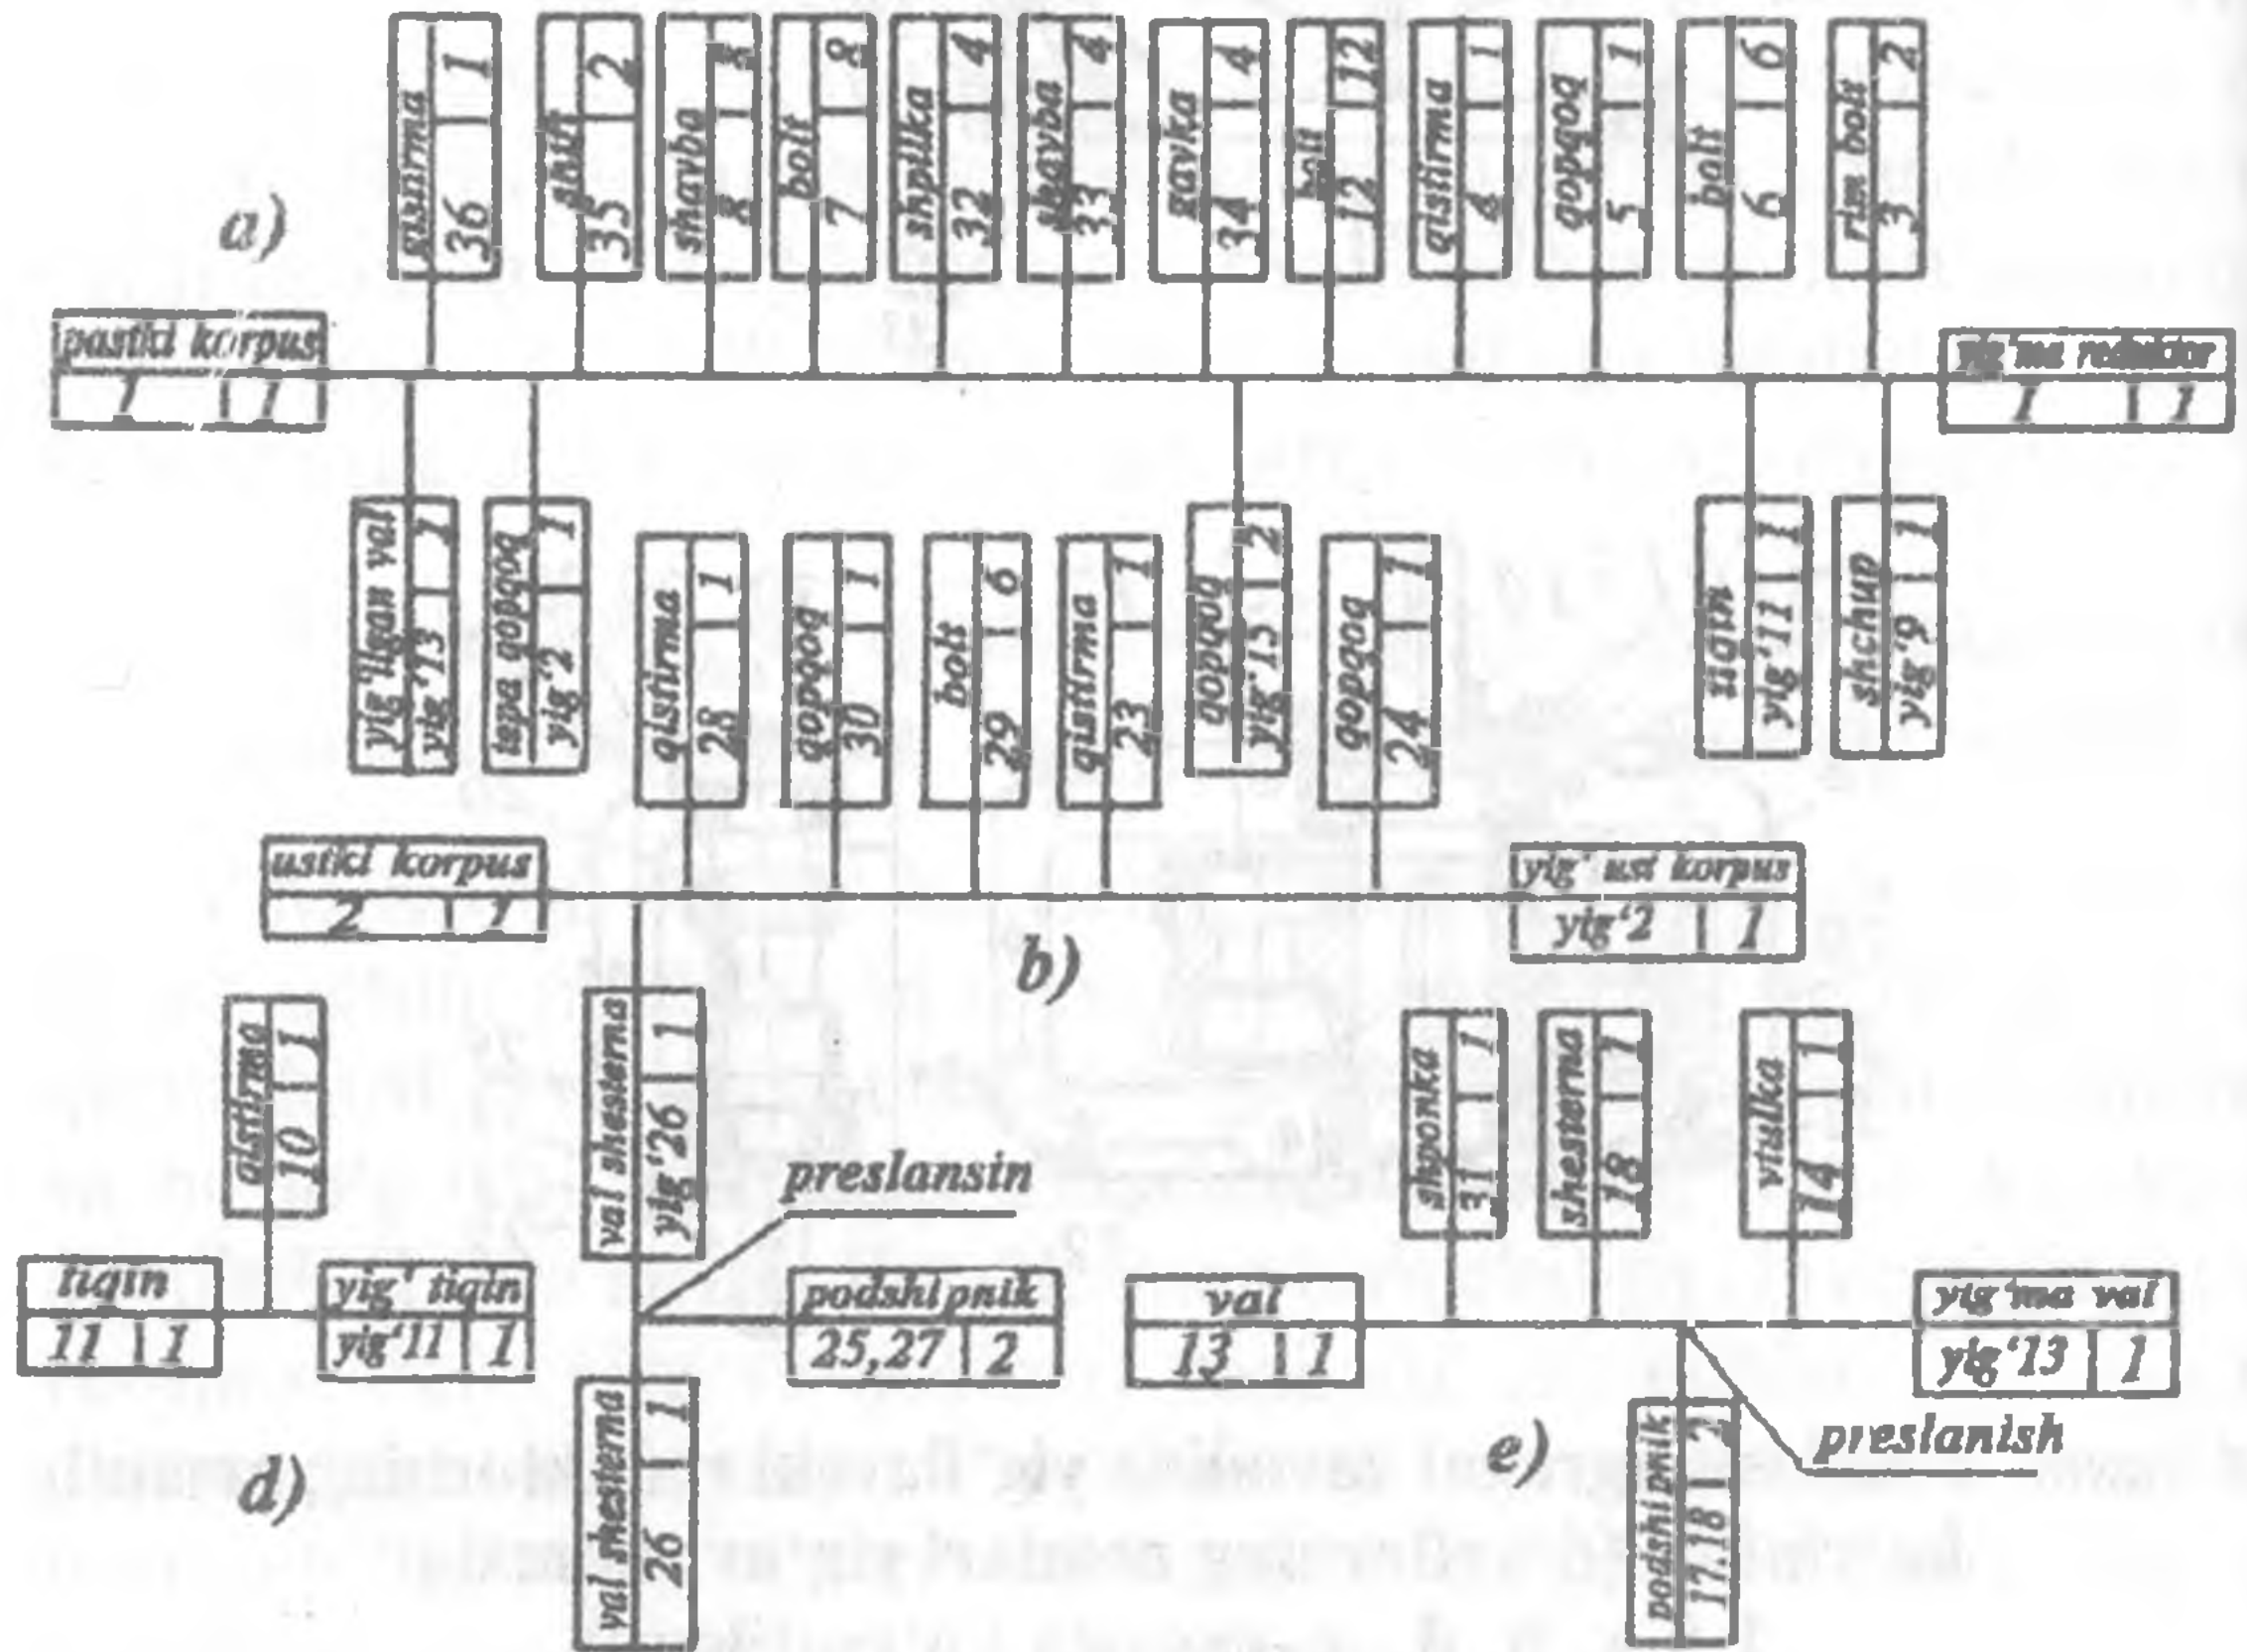 a)
36 1
shtift
35 2
shavba
8 8
bolt
7 8
shpilka
32 4
shavba
33 4
gavka
34 4
bolt
12 12
qistirma
4 1
qopqoq
5 1
bolt
6 6
rim bolt
3 2
pastki korpus
1 1
yig'ma reduktor
1 1
yig'ilgan val
yig'13 1
tepa qopqoq
yig'2 1
qistirma
28 1
qopqoq
30 1
bolt
29 6
qistirma
23 1
qopqoq
yig'15 2
qopqoq
24 1
tiqin
yig'11 1
shchup
yig'9 1
ustki korpus
2 1
yig' ust korpus
yig'2 1
b)
qistirma
10 1
val shesterna
yig'26 1
preslansin
shponka
31 1
shesterna
18 1
vtulka
14 1
tiqin
11 1
yig' tiqin
yig'11 1
podshipnik
25,27 2
val
13 1
yig'ma val
yig'13 1
d)
val shesterna
26 1
e)
podshipnik
17.18 2
preslanish